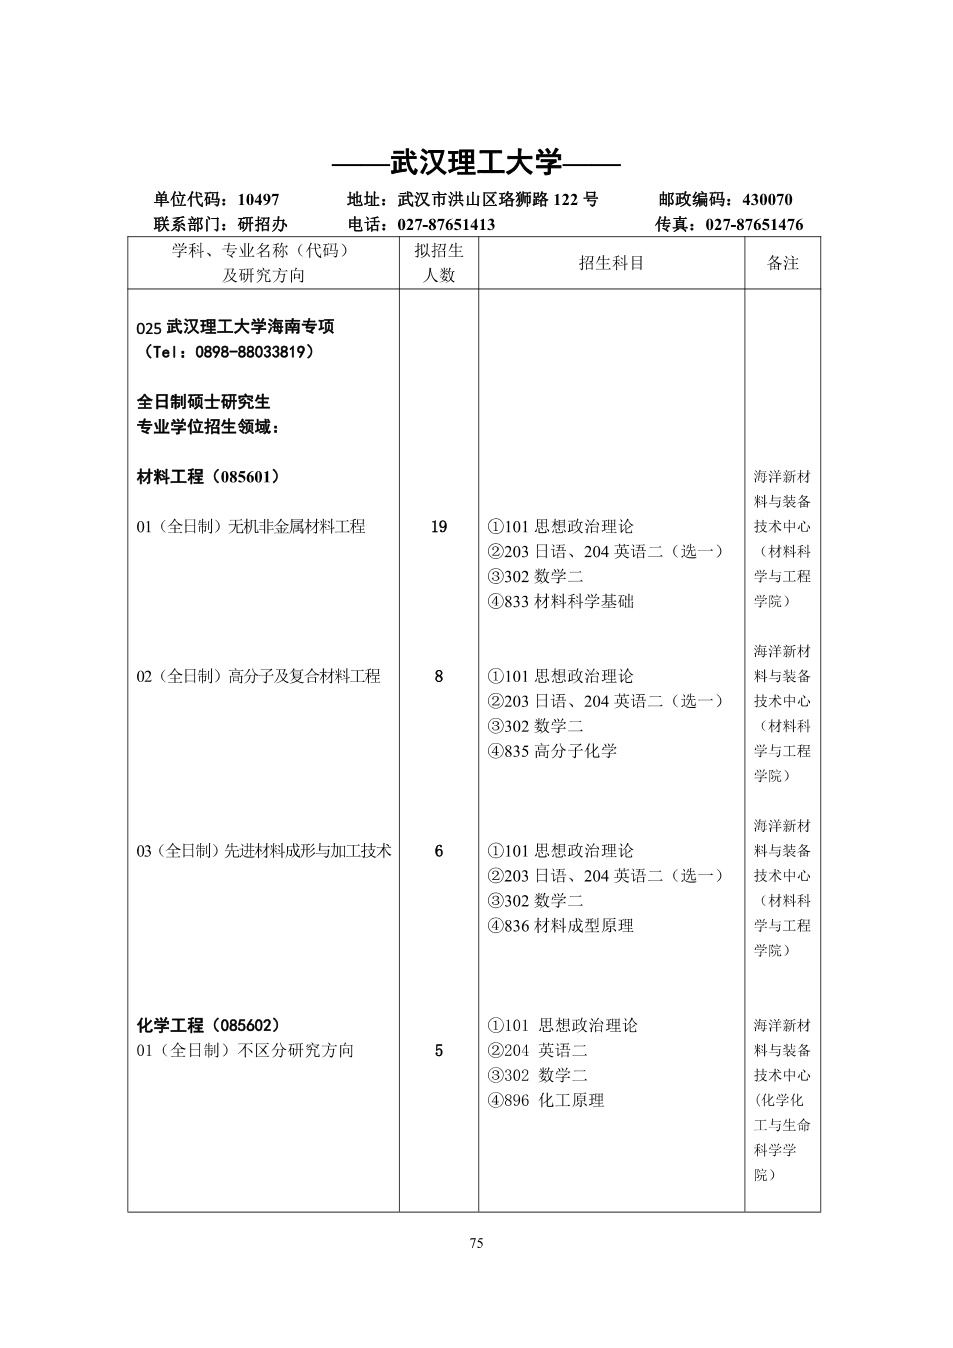 ——武汉理工大学——
单位代码：10497 地址：武汉市洪山区珞狮路 122 号 邮政编码：430070
联系部门：研招办 电话：027-87651413 传真：027-87651476
学科、专业名称（代码）
及研究方向
拟招生
人数
招生科目
备注
025 武汉理工大学海南专项
（Tel：0898-88033819）
全日制硕士研究生
专业学位招生领域：
材料工程（085601）
01（全日制）无机非金属材料工程
19
①101 思想政治理论
②203 日语、204 英语二（选一）
③302 数学二
④833 材料科学基础
海洋新材
料与装备
技术中心
（材料科
学与工程
学院）
02（全日制）高分子及复合材料工程
8
①101 思想政治理论
②203 日语、204 英语二（选一）
③302 数学二
④835 高分子化学
海洋新材
料与装备
技术中心
（材料科
学与工程
学院）
03（全日制）先进材料成形与加工技术
6
①101 思想政治理论
②203 日语、204 英语二（选一）
③302 数学二
④836 材料成型原理
海洋新材
料与装备
技术中心
（材料科
学与工程
学院）
化学工程（085602）
01（全日制）不区分研究方向
5
①101 思想政治理论
②204 英语二
③302 数学二
④896 化工原理
海洋新材
料与装备
技术中心
(化学化
工与生命
科学学
院）
75